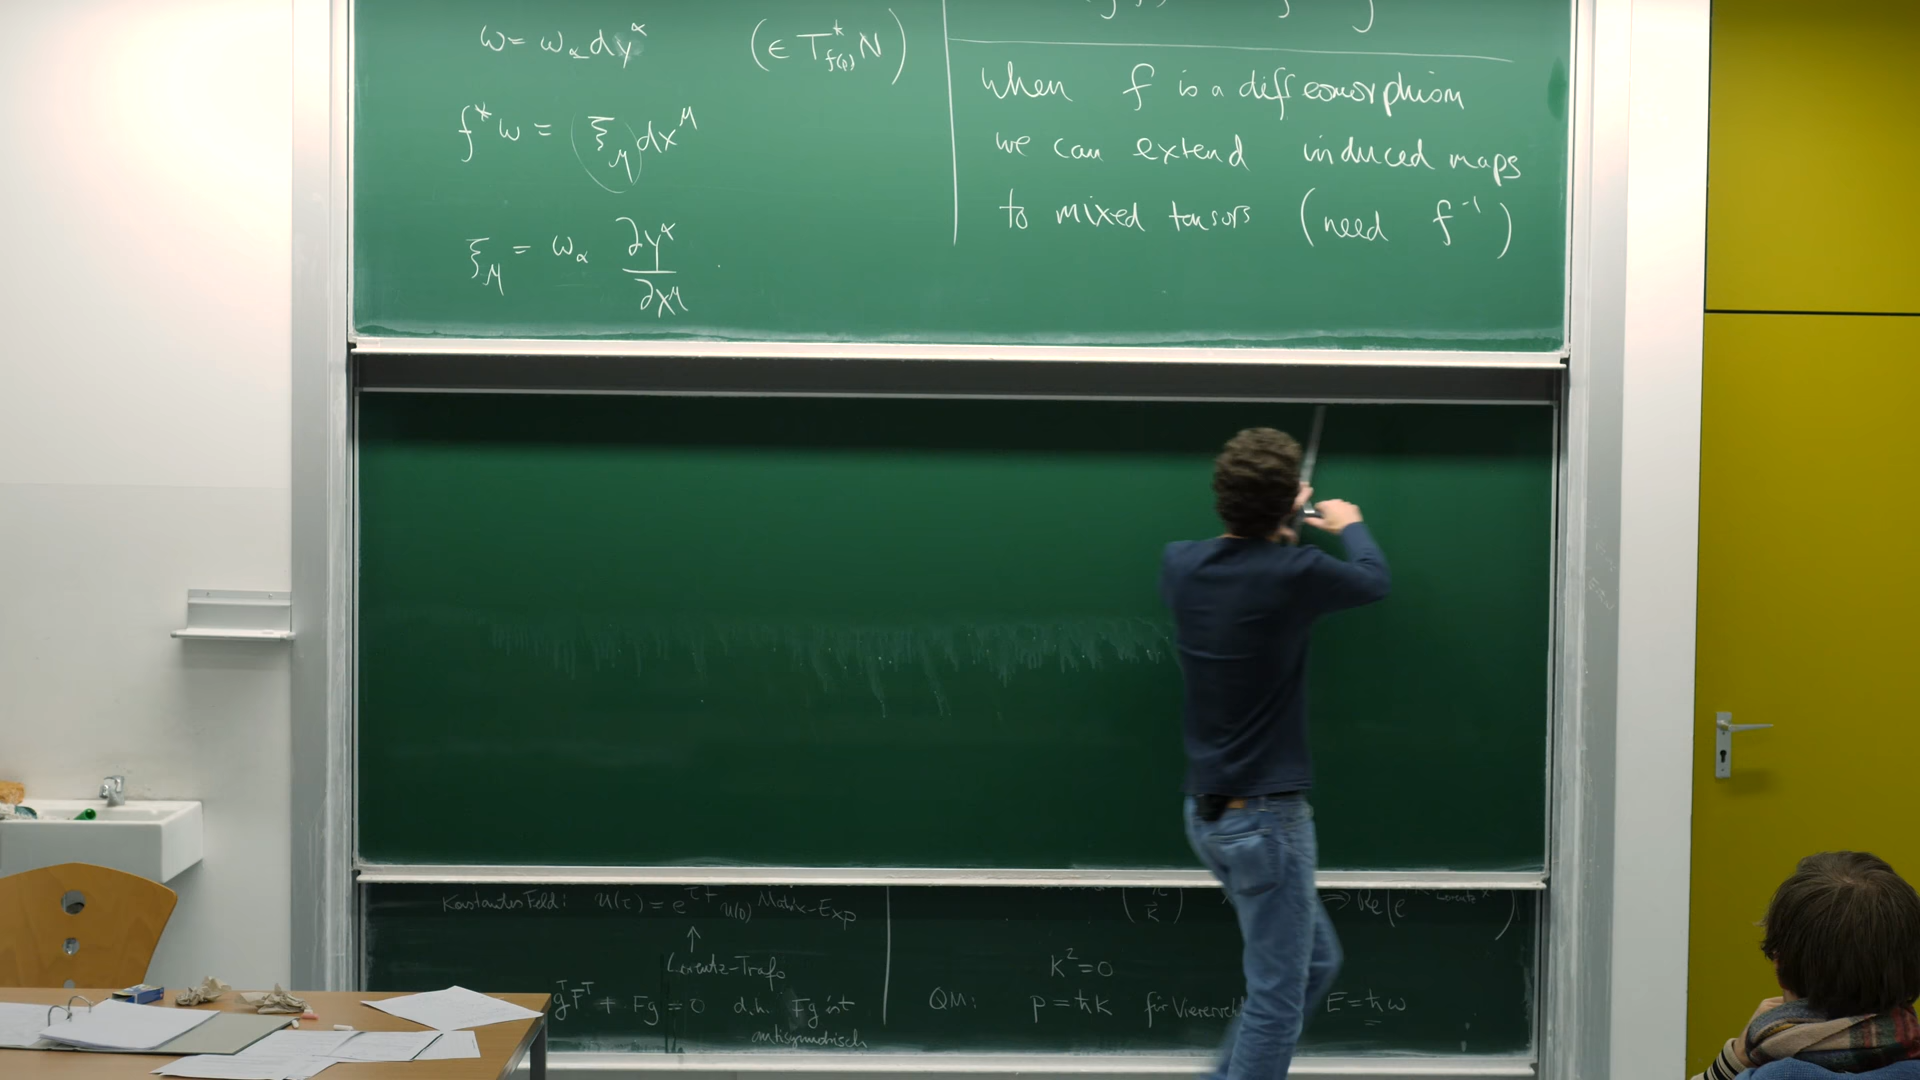 ω = ω_α dy^α (∈ T*_{f(p)} N)
f*ω = ξ_μ dx^μ
ξ_μ = ω_α ∂y^α/∂x^μ
when f is a diffeomorphism
we can extend induced maps
to mixed tensors (need f⁻¹)
Konstantes Feld: u(τ) = e^{τF} u(0) Matrix-Exp
↑
Lorentz-Trafo
g^T F^T + Fg = 0 d.h. Fg ist
antisymmetrisch
K² = 0
QM: p = ħK für E = ħω